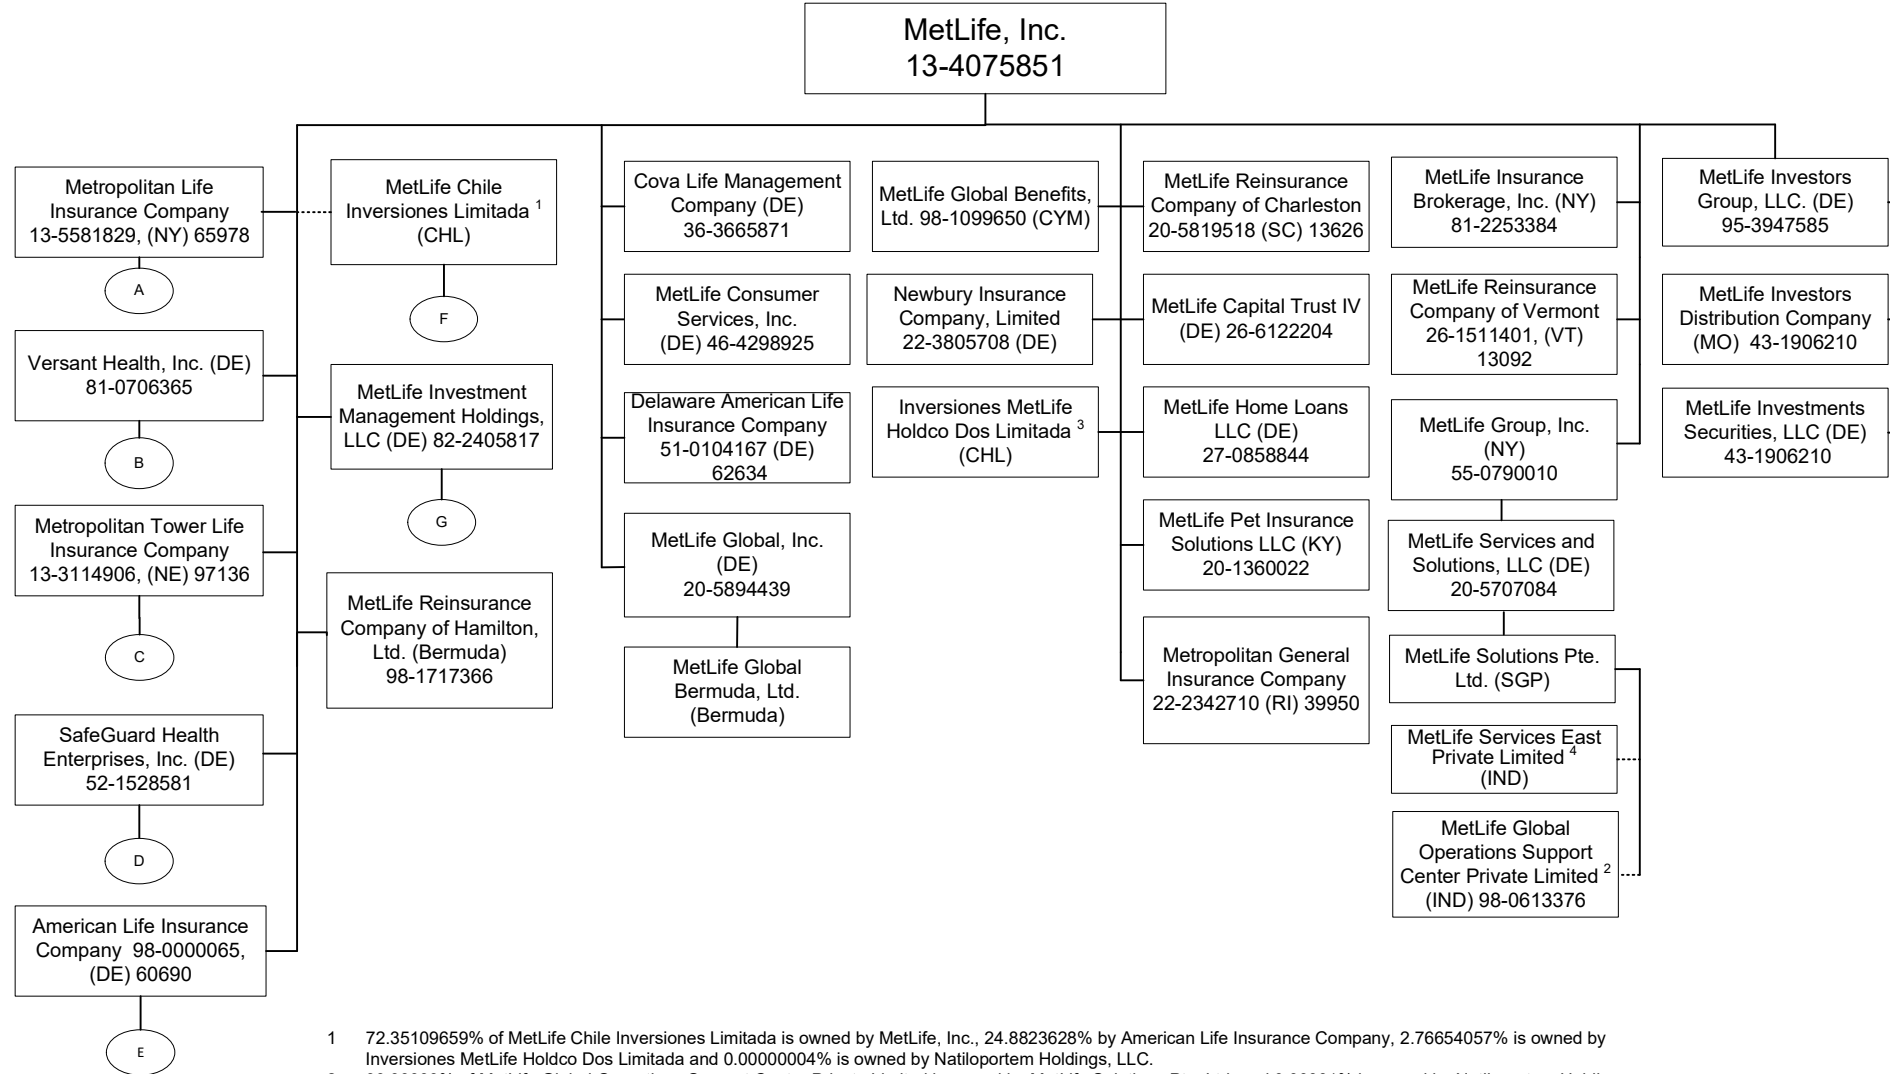 MetLife, Inc.
13-4075851
Metropolitan Life
Insurance Company
13-5581829, (NY) 65978
A
Versant Health, Inc. (DE)
81-0706365
B
Metropolitan Tower Life
Insurance Company
13-3114906, (NE) 97136
C
SafeGuard Health
Enterprises, Inc. (DE)
52-1528581
D
American Life Insurance
Company 98-0000065,
(DE) 60690
E
MetLife Chile
Inversiones Limitada 1
(CHL)
F
MetLife Investment
Management Holdings,
LLC (DE) 82-2405817
G
MetLife Reinsurance
Company of Hamilton,
Ltd. (Bermuda)
98-1717366
Cova Life Management
Company (DE)
36-3665871
MetLife Consumer
Services, Inc.
(DE) 46-4298925
Delaware American Life
Insurance Company
51-0104167 (DE)
62634
MetLife Global, Inc.
(DE)
20-5894439
MetLife Global
Bermuda, Ltd.
(Bermuda)
MetLife Global Benefits,
Ltd. 98-1099650 (CYM)
Newbury Insurance
Company, Limited
22-3805708 (DE)
Inversiones MetLife
Holdco Dos Limitada 3
(CHL)
MetLife Reinsurance
Company of Charleston
20-5819518 (SC) 13626
MetLife Capital Trust IV
(DE) 26-6122204
MetLife Home Loans
LLC (DE)
27-0858844
MetLife Pet Insurance
Solutions LLC (KY)
20-1360022
Metropolitan General
Insurance Company
22-2342710 (RI) 39950
MetLife Insurance
Brokerage, Inc. (NY)
81-2253384
MetLife Reinsurance
Company of Vermont
26-1511401, (VT)
13092
MetLife Group, Inc.
(NY)
55-0790010
MetLife Services and
Solutions, LLC (DE)
20-5707084
MetLife Solutions Pte.
Ltd. (SGP)
MetLife Services East
Private Limited 4
(IND)
MetLife Global
Operations Support
Center Private Limited 2
(IND) 98-0613376
MetLife Investors
Group, LLC. (DE)
95-3947585
MetLife Investors
Distribution Company
(MO) 43-1906210
MetLife Investments
Securities, LLC (DE)
43-1906210
1 72.35109659% of MetLife Chile Inversiones Limitada is owned by MetLife, Inc., 24.8823628% by American Life Insurance Company, 2.76654057% is owned by
Inversiones MetLife Holdco Dos Limitada and 0.00000004% is owned by Natiloportem Holdings, LLC.